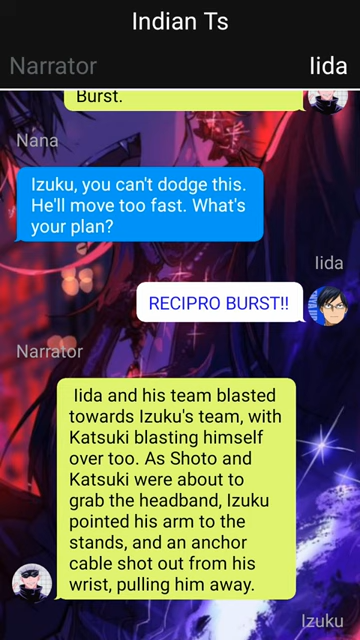 Indian Ts
Narrator
Iida
Burst.
Nana
Izuku, you can't dodge this.
He'll move too fast. What's
your plan?
Iida
RECIPRO BURST!!
Narrator
Iida and his team blasted
towards Izuku's team, with
Katsuki blasting himself
over too. As Shoto and
Katsuki were about to
grab the headband, Izuku
pointed his arm to the
stands, and an anchor
cable shot out from his
wrist, pulling him away.
Izuku